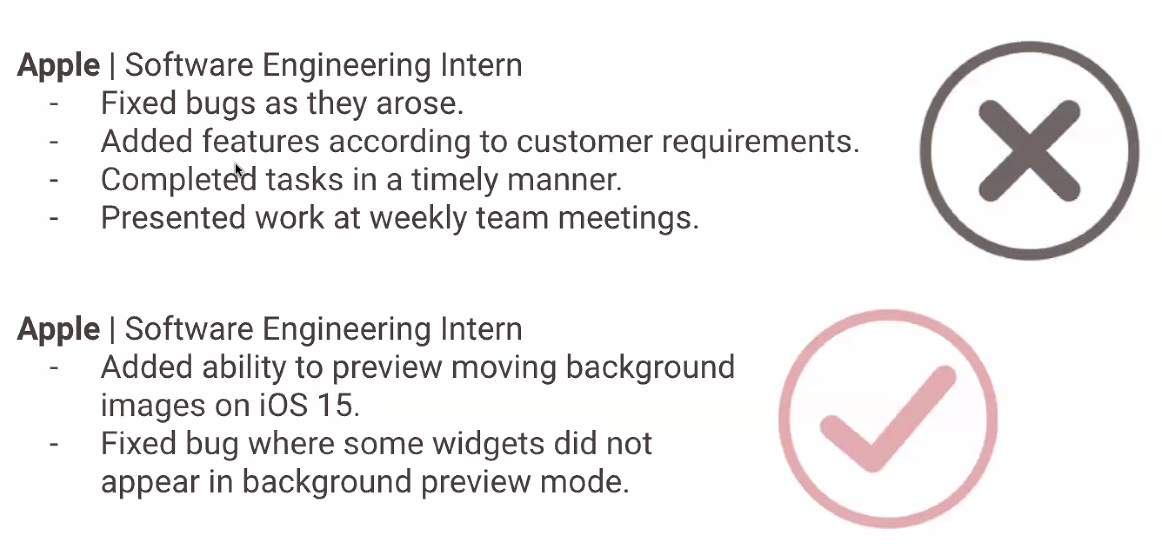 Apple | Software Engineering Intern
- Fixed bugs as they arose.
- Added features according to customer requirements.
- Completed tasks in a timely manner.
- Presented work at weekly team meetings.
Apple | Software Engineering Intern
- Added ability to preview moving background
images on iOS 15.
- Fixed bug where some widgets did not
appear in background preview mode.